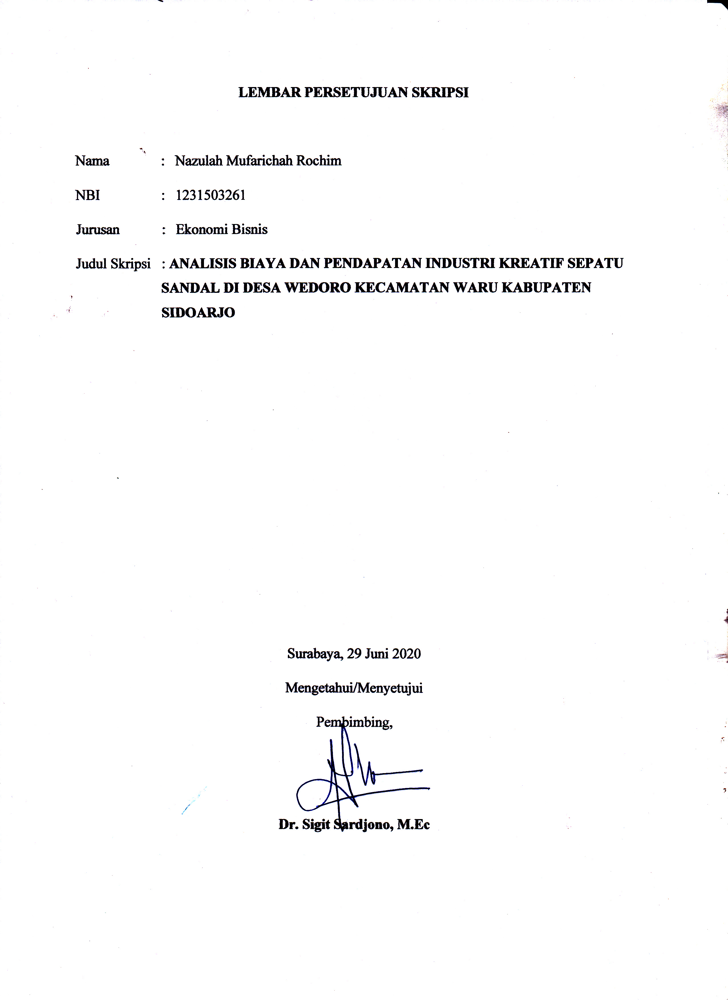 LEMBAR PERSETUJUAN SKRIPSI
Nama : Nazulah Mufarichah Rochim
NBI : 1231503261
Jurusan : Ekonomi Bisnis
Judul Skripsi : ANALISIS BIAYA DAN PENDAPATAN INDUSTRI KREATIF SEPATU
SANDAL DI DESA WEDORO KECAMATAN WARU KABUPATEN
SIDOARJO
Surabaya, 29 Juni 2020
Mengetahui/Menyetujui
Pembimbing,
Dr. Sigit Sardjono, M.Ec